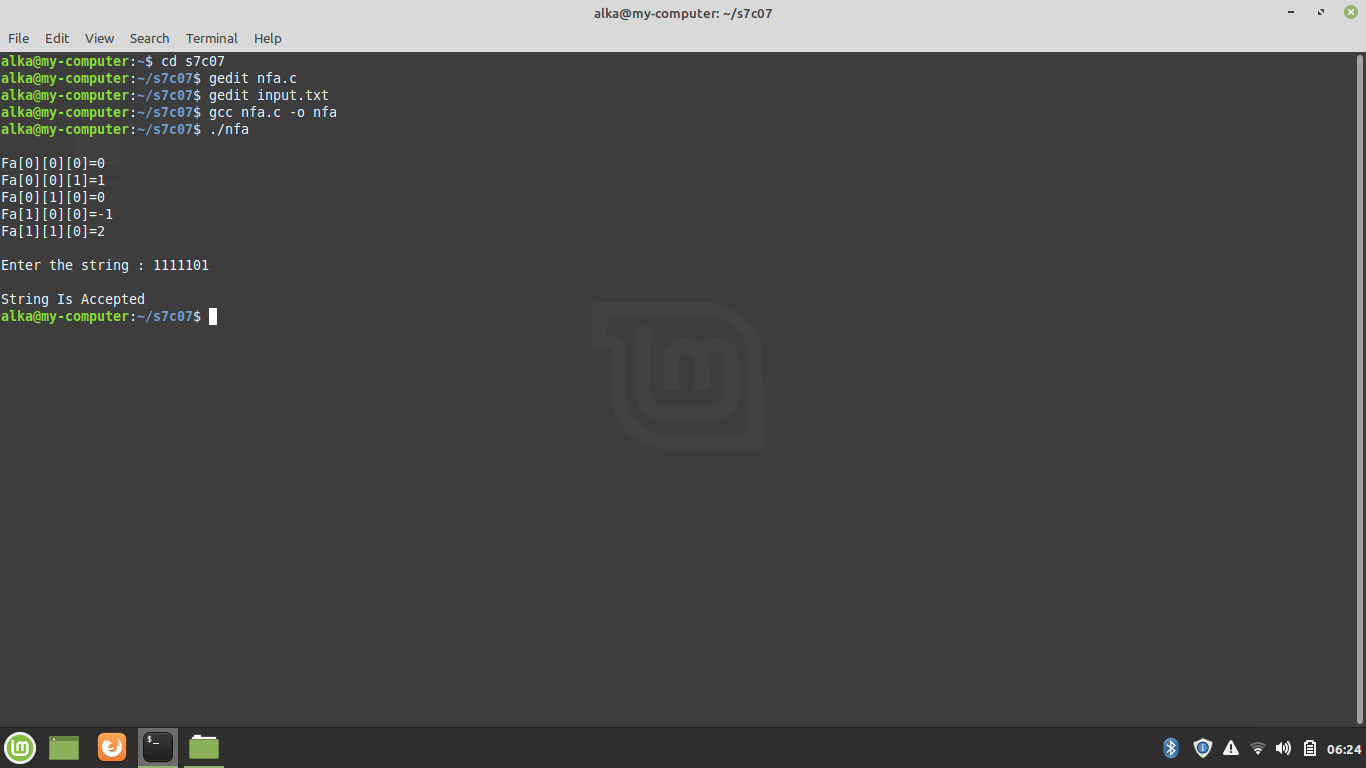 alka@my-computer: ~/s7c07
File Edit View Search Terminal Help
alka@my-computer:~$ cd s7c07
alka@my-computer:~/s7c07$ gedit nfa.c
alka@my-computer:~/s7c07$ gedit input.txt
alka@my-computer:~/s7c07$ gcc nfa.c -o nfa
alka@my-computer:~/s7c07$ ./nfa
Fa[0][0][0]=0
Fa[0][0][1]=1
Fa[0][1][0]=0
Fa[1][0][0]=-1
Fa[1][1][0]=2
Enter the string : 1111101
String Is Accepted
alka@my-computer:~/s7c07$
06:24